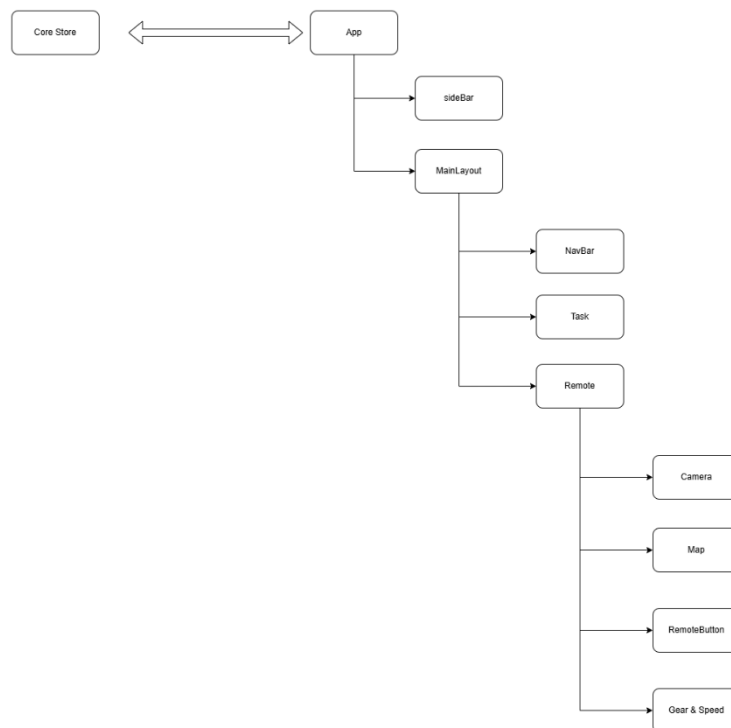 Core Store
App
sideBar
MainLayout
NavBar
Task
Remote
Camera
Map
RemoteButton
Gear & Speed